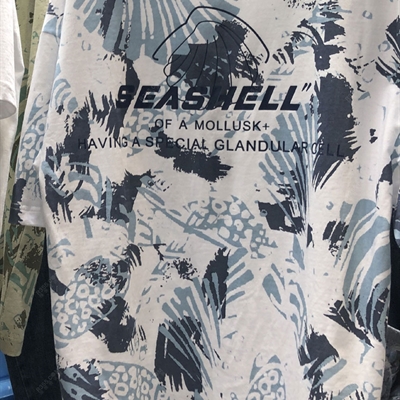 SEASHELL"
OF A MOLLUSK+
HAVING A SPECIAL GLANDULAR CELL